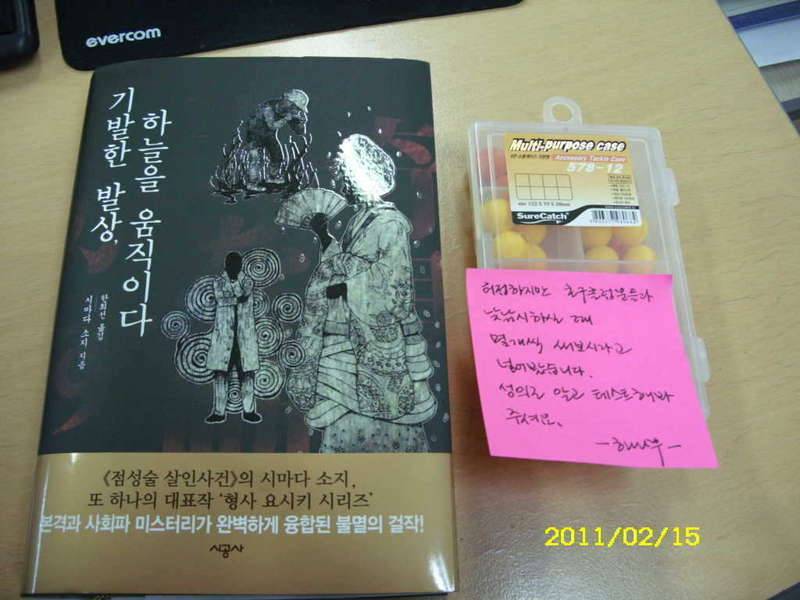 evercom
기발한 발상,
하늘을 움직이다
시마다 소지 지음
한희선 옮김
《점성술 살인사건》의 시마다 소지,
또 하나의 대표작 '형사 요시키 시리즈'
본격과 사회파 미스터리가 완벽하게 융합된 불멸의 걸작!
시공사
Multi-purpose case
Accessory Tackle Case
578-12
SureCatch
허접하지만
낮낚시하실 때
몇개씩 써보시라고
넣어봤습니다.
성의로 알고 테스트해봐
주셔요.
2011/02/15